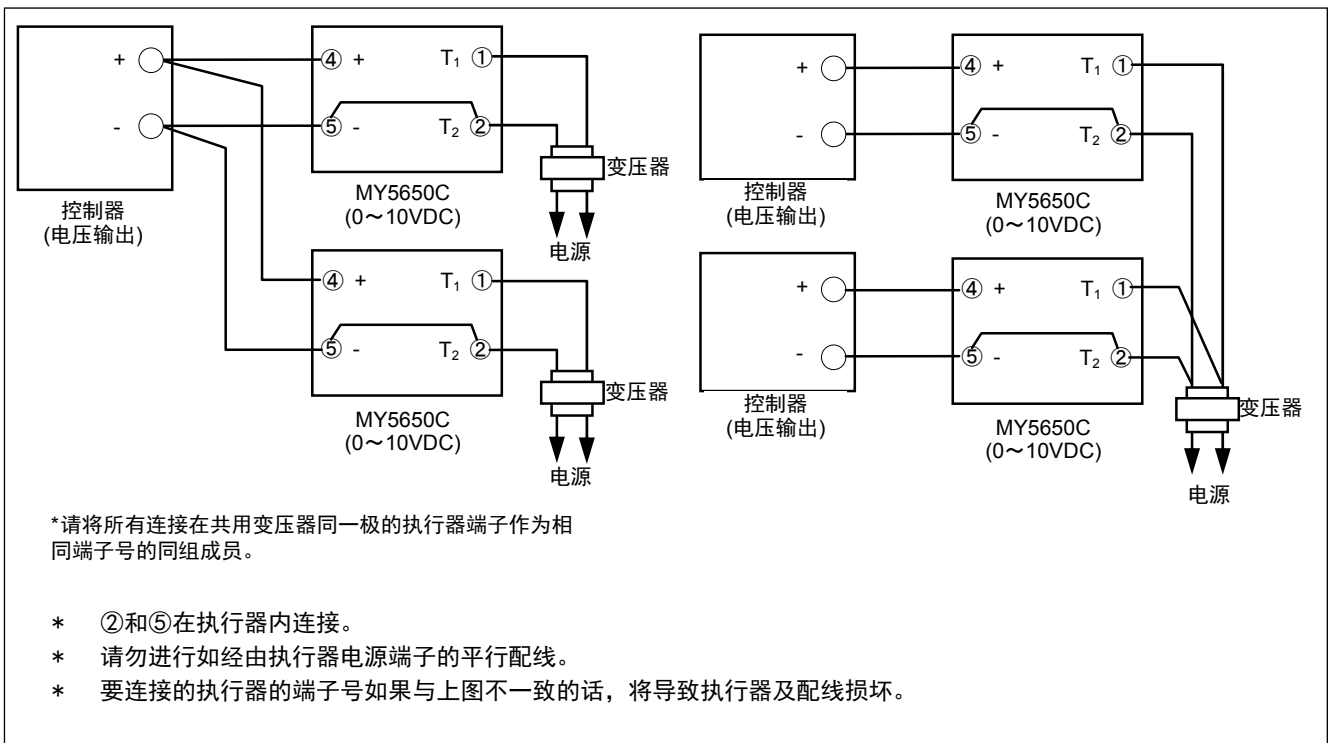 +
④ +
T₁ ①
-
⑤ -
T₂ ②
变压器
MY5650C
(0～10VDC)
控制器
(电压输出)
电源
④ +
T₁ ①
⑤ -
T₂ ②
变压器
MY5650C
(0～10VDC)
电源
+
④ +
T₁ ①
-
⑤ -
T₂ ②
控制器
(电压输出)
MY5650C
(0～10VDC)
+
④ +
T₁ ①
-
⑤ -
T₂ ②
变压器
控制器
(电压输出)
MY5650C
(0～10VDC)
电源
*请将所有连接在共用变压器同一极的执行器端子作为相
同端子号的同组成员。
* ②和⑤在执行器内连接。
* 请勿进行如经由执行器电源端子的平行配线。
* 要连接的执行器的端子号如果与上图不一致的话，将导致执行器及配线损坏。